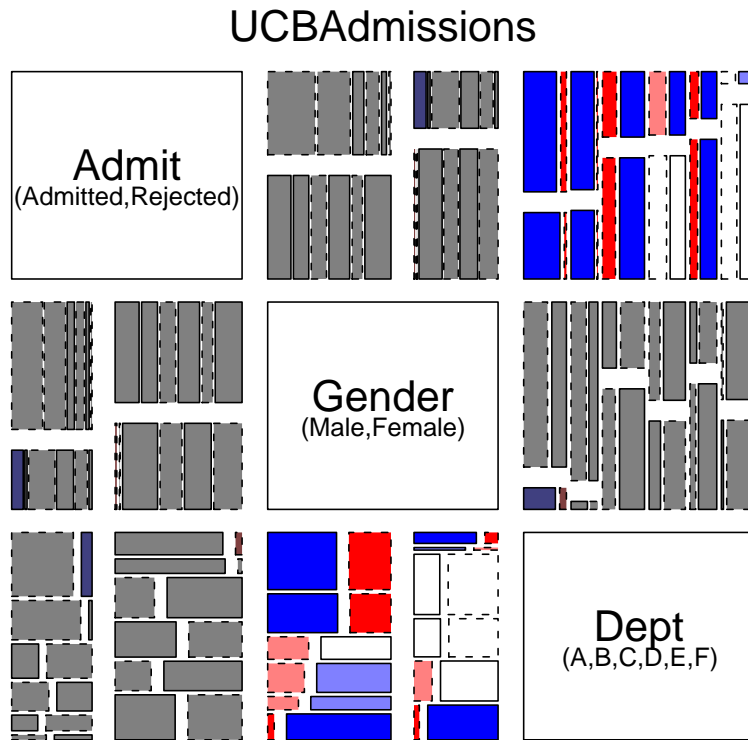 UCBAdmissions
Admit
(Admitted,Rejected)
Gender
(Male,Female)
Dept
(A,B,C,D,E,F)